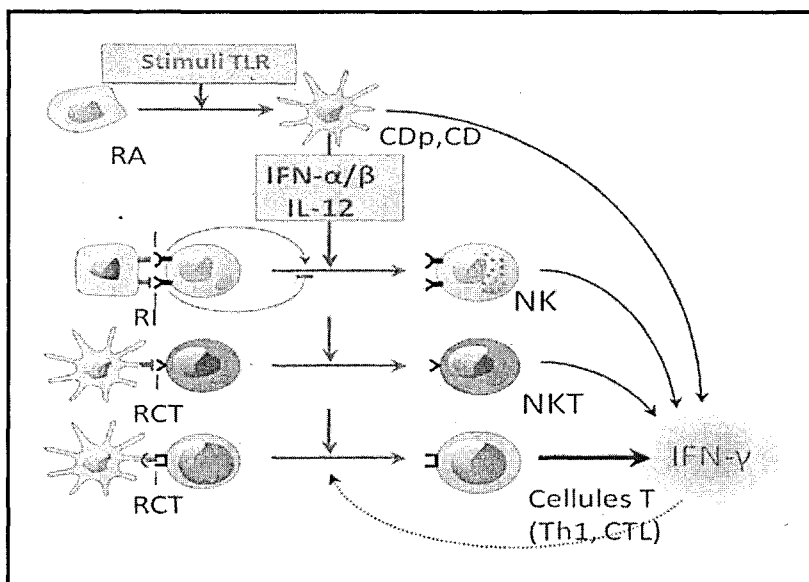 Stimuli TLR
RA
CDp,CD
IFN-α/β
IL-12
RI
NK
RCT
NKT
RCT
IFN-γ
Cellules T
(Th1, CTL)